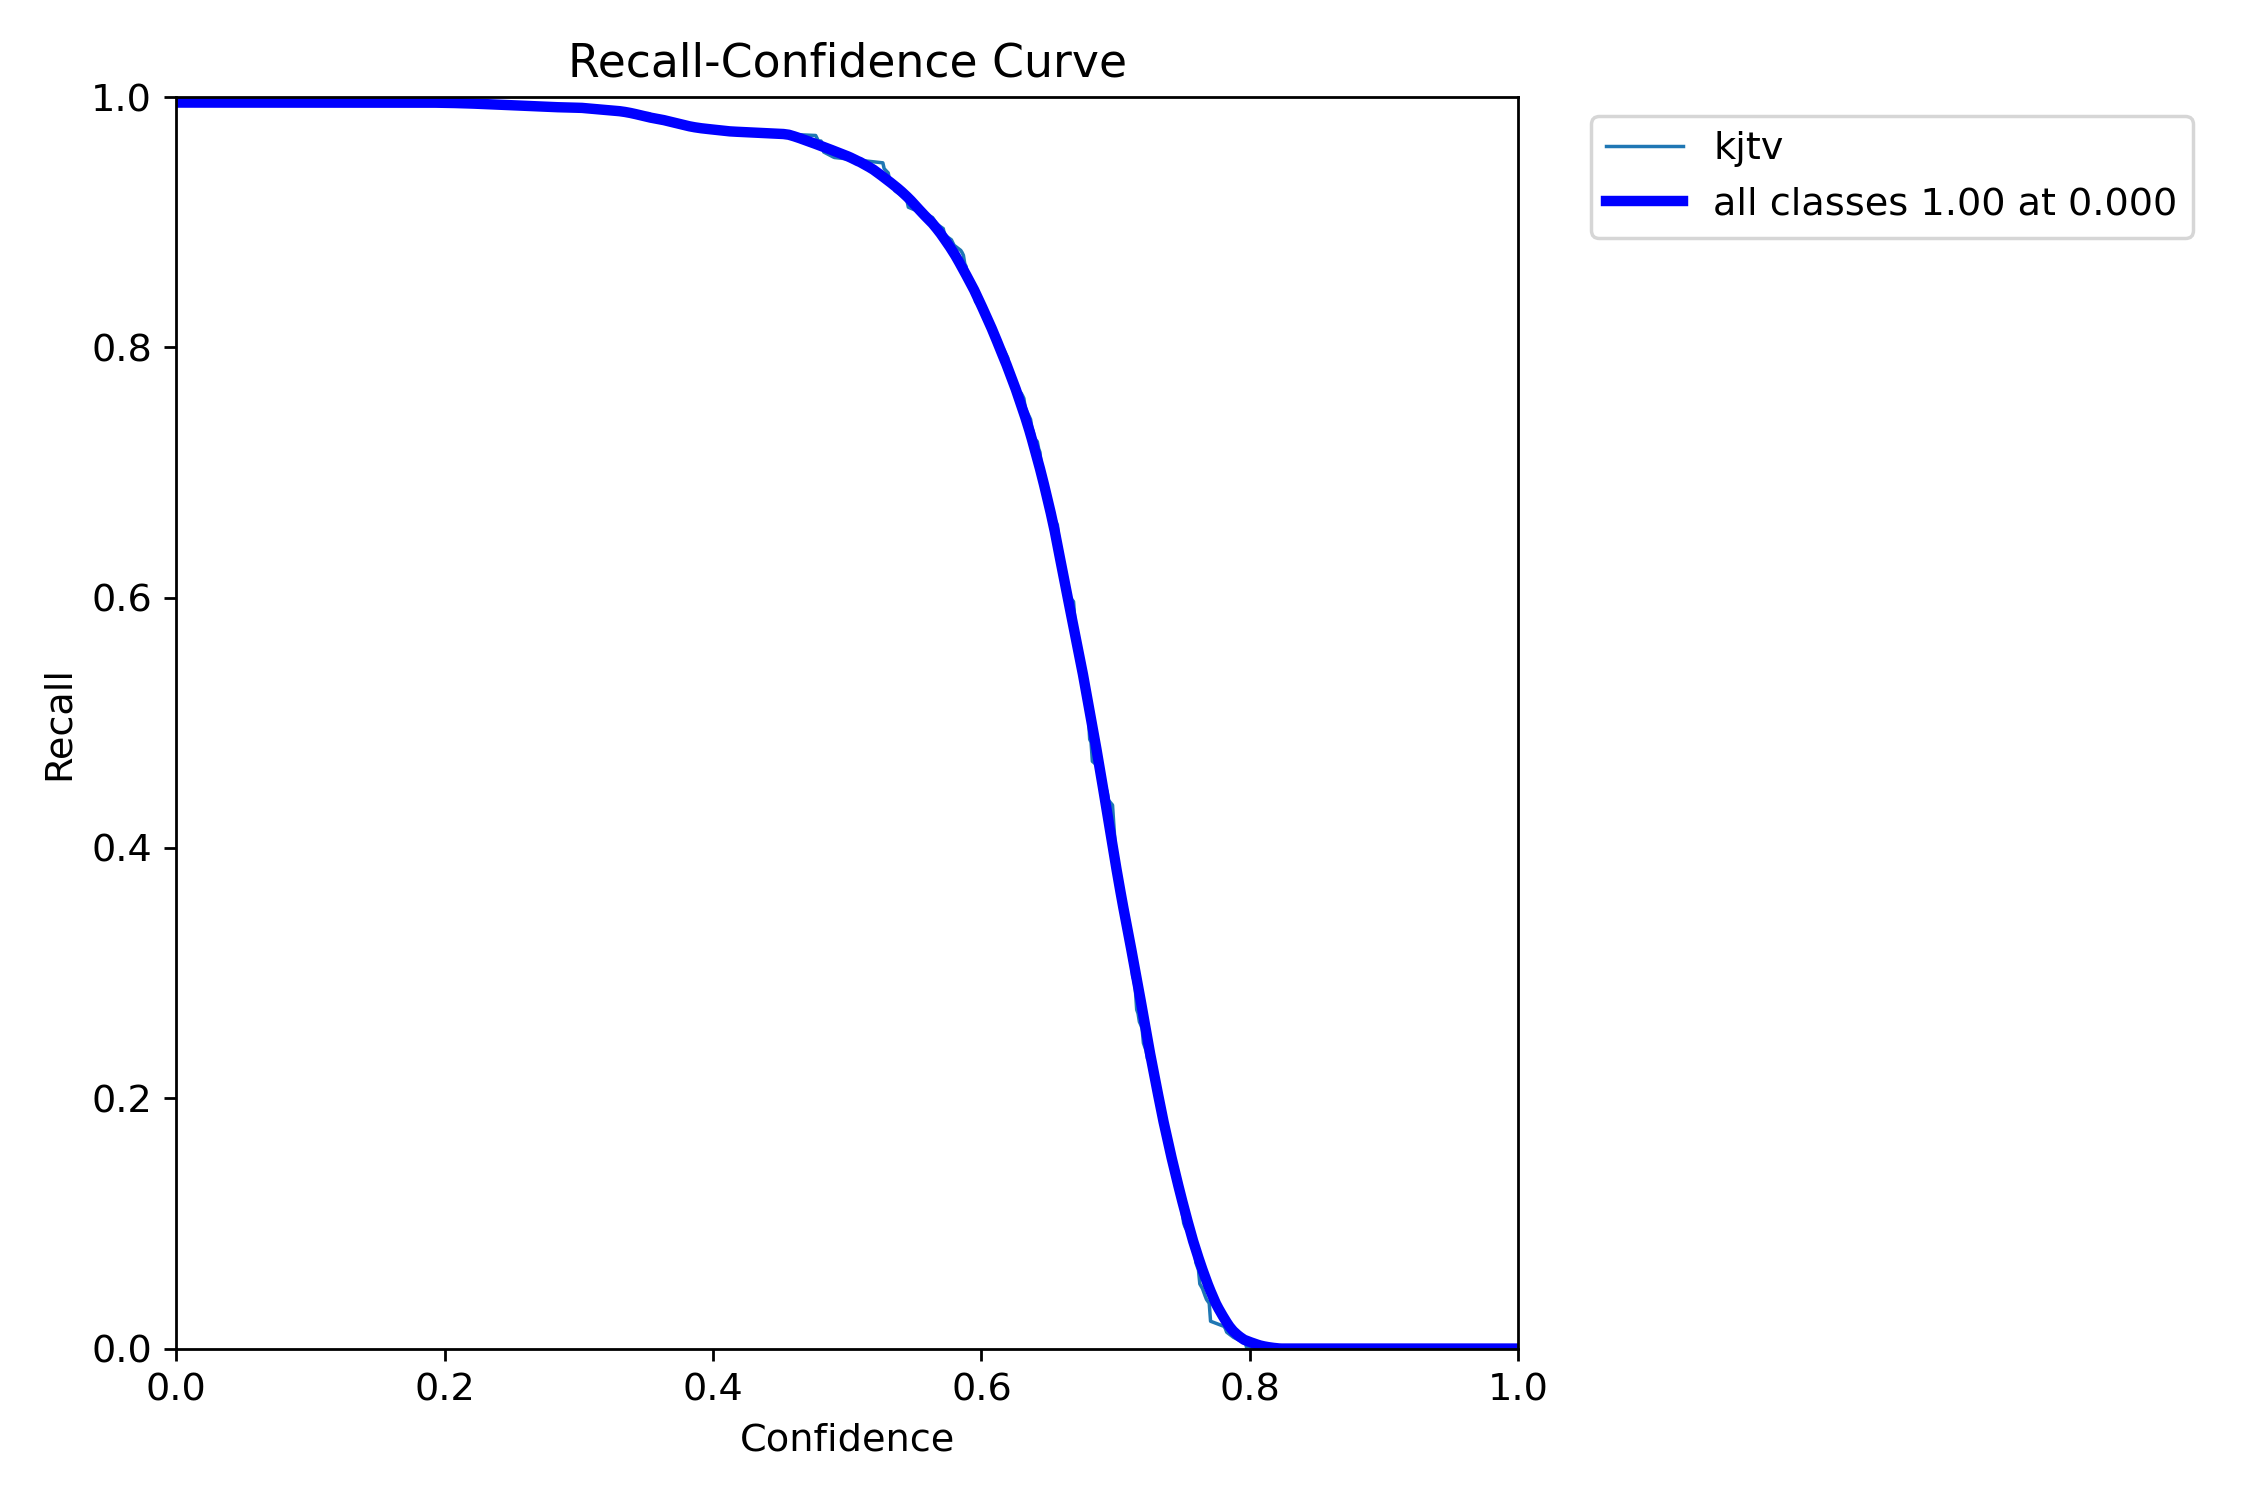 Recall-Confidence Curve
kjtv
all classes 1.00 at 0.000
1.0
0.8
0.6
0.4
0.2
0.0
Recall
0.0 0.2 0.4 0.6 0.8 1.0
Confidence